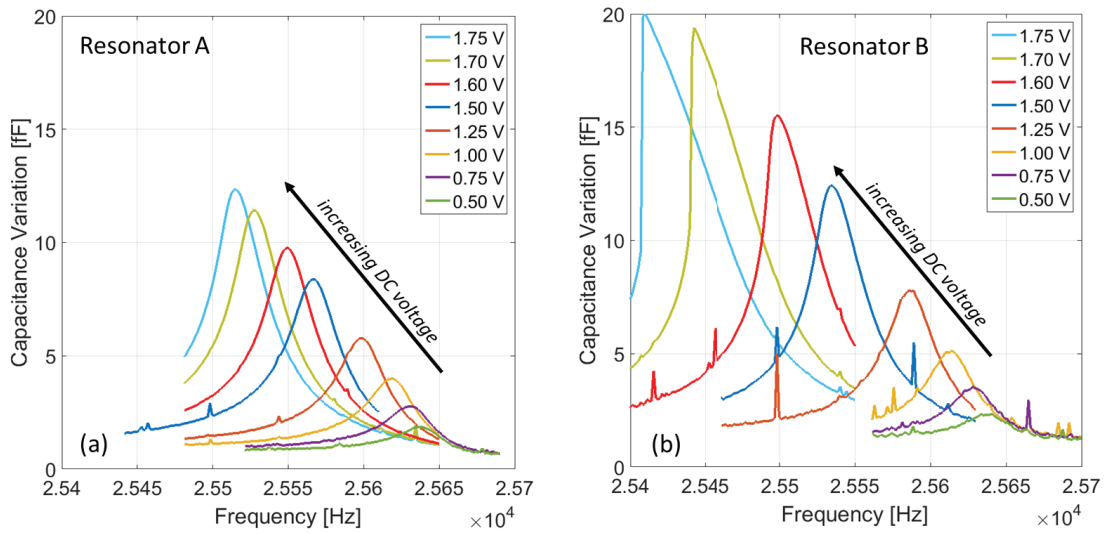 Resonator A
20
15
10
5
0
Capacitance Variation [fF]
1.75 V
1.70 V
1.60 V
1.50 V
1.25 V
1.00 V
0.75 V
0.50 V
increasing DC voltage
(a)
2.54 2.545 2.55 2.555 2.56 2.565 2.57
Frequency [Hz]
×10⁴
Resonator B
20
15
10
5
0
Capacitance Variation [fF]
1.75 V
1.70 V
1.60 V
1.50 V
1.25 V
1.00 V
0.75 V
0.50 V
increasing DC voltage
(b)
2.54 2.545 2.55 2.555 2.56 2.565 2.57
Frequency [Hz]
×10⁴